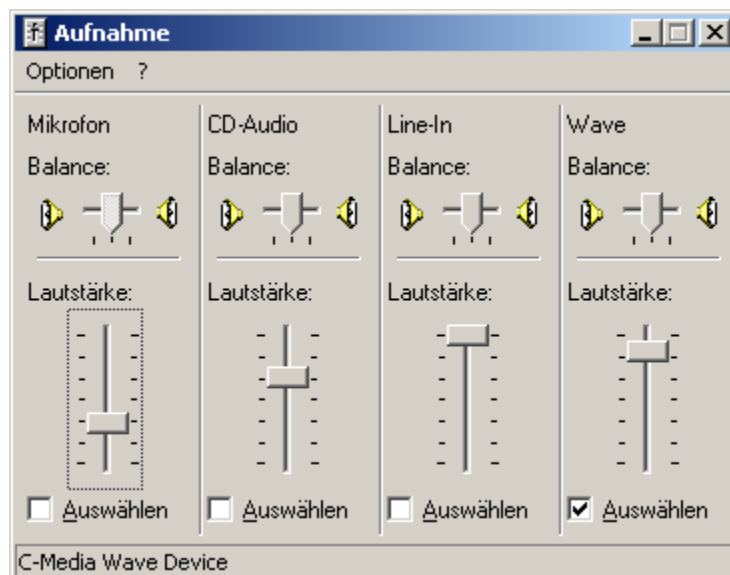 Aufnahme
Optionen ?
Mikrofon
Balance:
Lautstärke:
Auswählen
CD-Audio
Balance:
Lautstärke:
Auswählen
Line-In
Balance:
Lautstärke:
Auswählen
Wave
Balance:
Lautstärke:
Auswählen
C-Media Wave Device